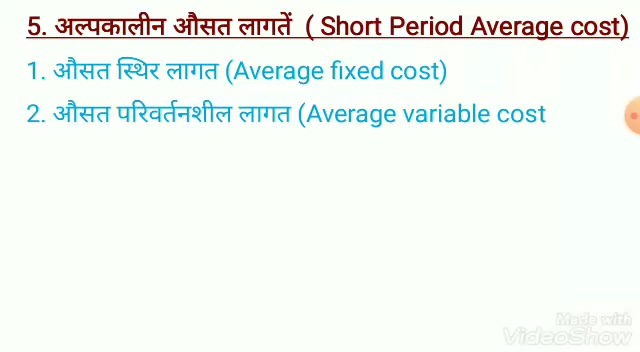 5. अल्पकालीन औसत लागतें ( Short Period Average cost)
1. औसत स्थिर लागत (Average fixed cost)
2. औसत परिवर्तनशील लागत (Average variable cost
Made with
VideoShow